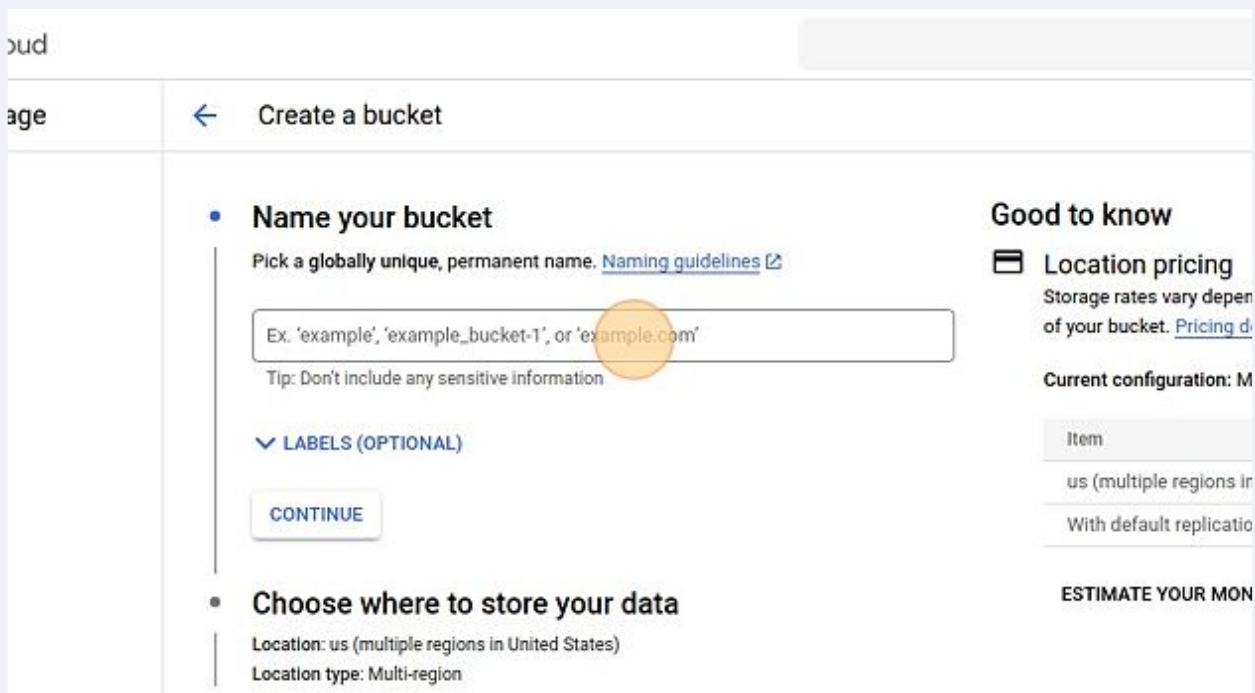 oud
age
Create a bucket
Name your bucket
Pick a globally unique, permanent name. Naming guidelines
Ex. 'example', 'example_bucket-1', or 'example.com'
Tip: Don't include any sensitive information
LABELS (OPTIONAL)
CONTINUE
Choose where to store your data
Location: us (multiple regions in United States)
Location type: Multi-region
Good to know
Location pricing
Storage rates vary depen
of your bucket. Pricing d
Current configuration: M
Item
us (multiple regions in
With default replicatio
ESTIMATE YOUR MON